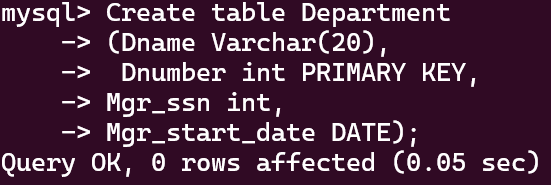 mysql> Create table Department
    -> (Dname Varchar(20),
    ->  Dnumber int PRIMARY KEY,
    -> Mgr_ssn int,
    -> Mgr_start_date DATE);
Query OK, 0 rows affected (0.05 sec)